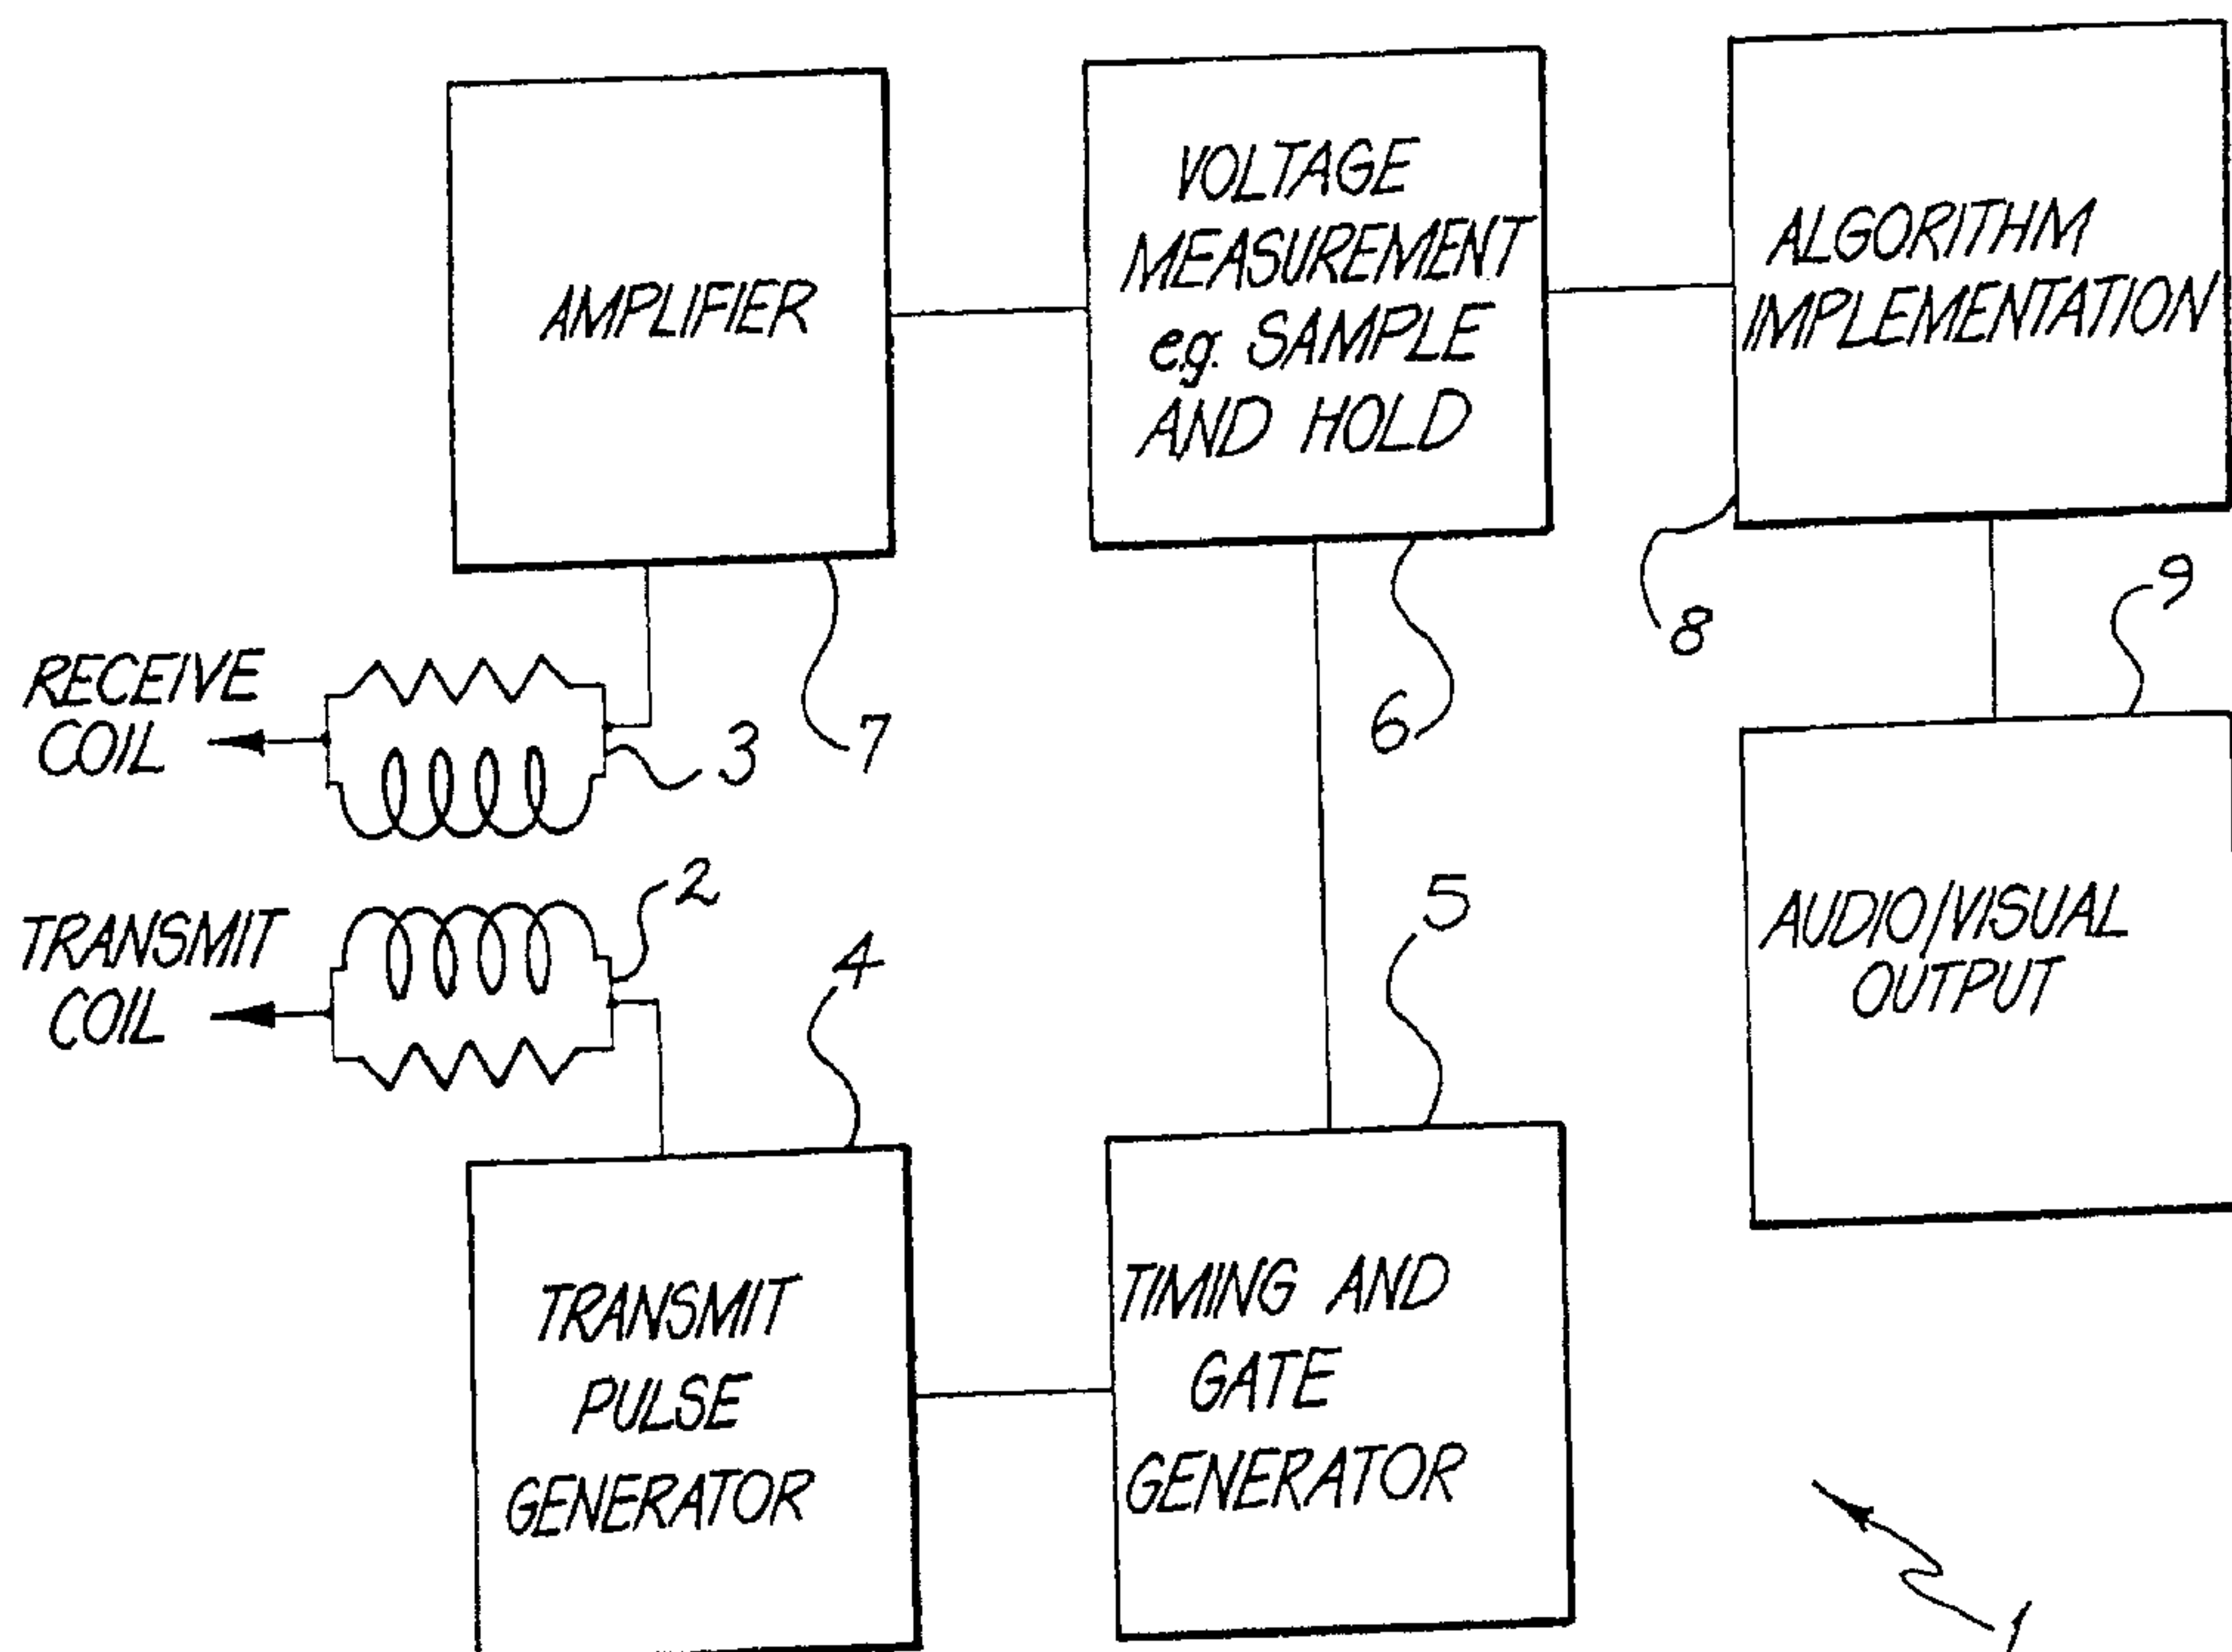 AMPLIFIER
VOLTAGE
MEASUREMENT
e.g. SAMPLE
AND HOLD
ALGORITHM
IMPLEMENTATION
RECEIVE
COIL
3
7
6
8
9
TRANSMIT
COIL
2
4
5
AUDIO/VISUAL
OUTPUT
TRANSMIT
PULSE
GENERATOR
TIMING AND
GATE
GENERATOR
1